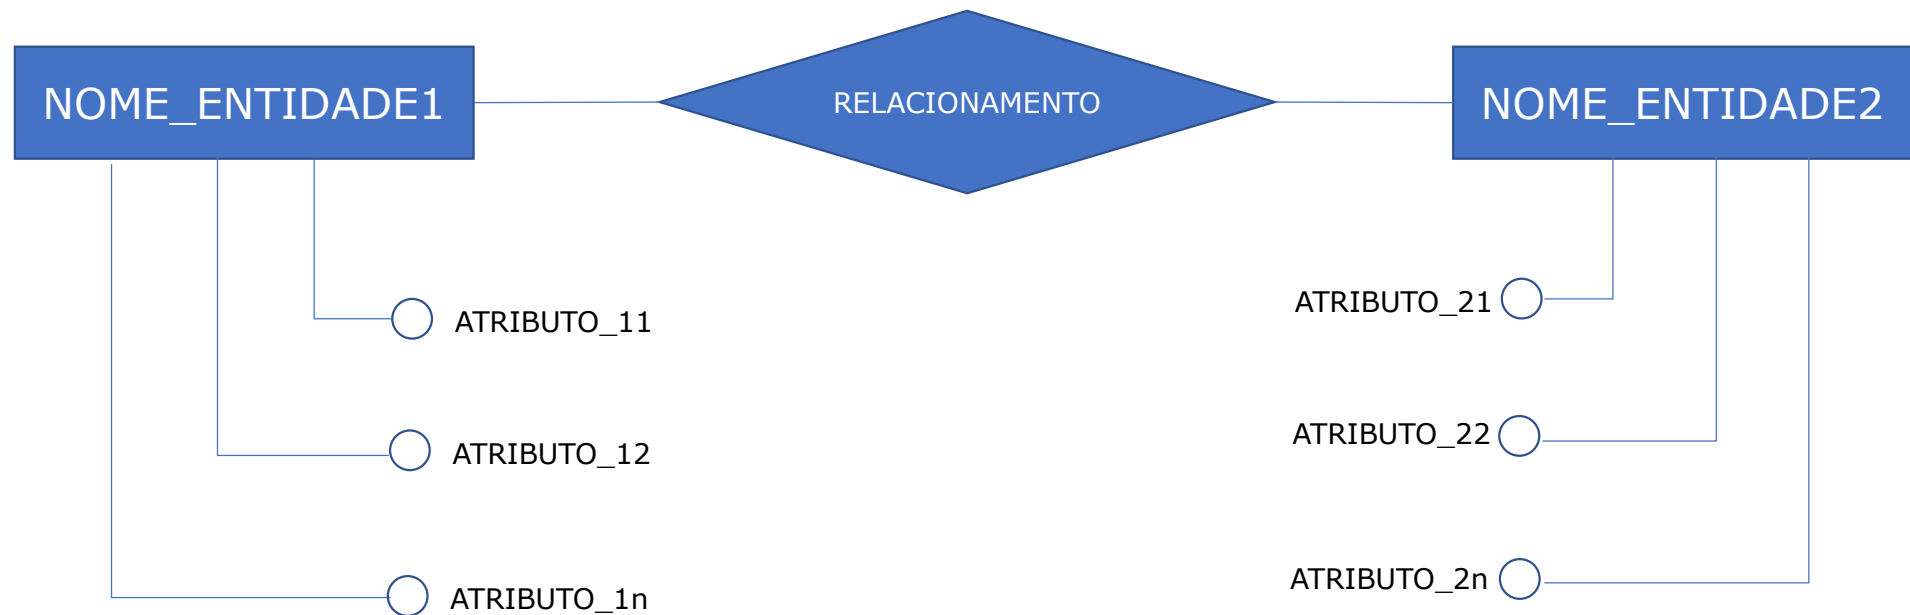 NOME_ENTIDADE1
RELACIONAMENTO
NOME_ENTIDADE2
ATRIBUTO_11
ATRIBUTO_21
ATRIBUTO_12
ATRIBUTO_22
ATRIBUTO_1n
ATRIBUTO_2n